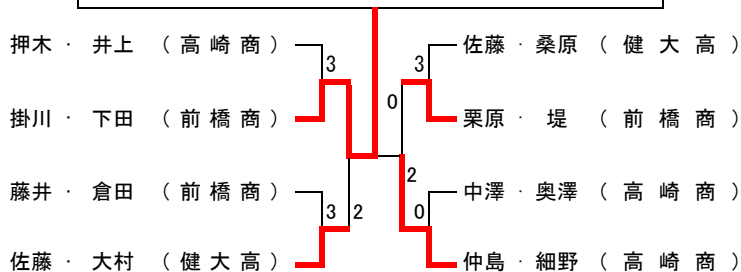 押木 · 井上 （高崎商） 3 3 佐藤 · 桑原 （健大高）
0
掛川 · 下田 （前橋商） 栗原 · 堤 （前橋商）
2
藤井 · 倉田 （前橋商） 3 2 0 中澤 · 奥澤 （高崎商）
佐藤 · 大村 （健大高） 仲島 · 細野 （高崎商）